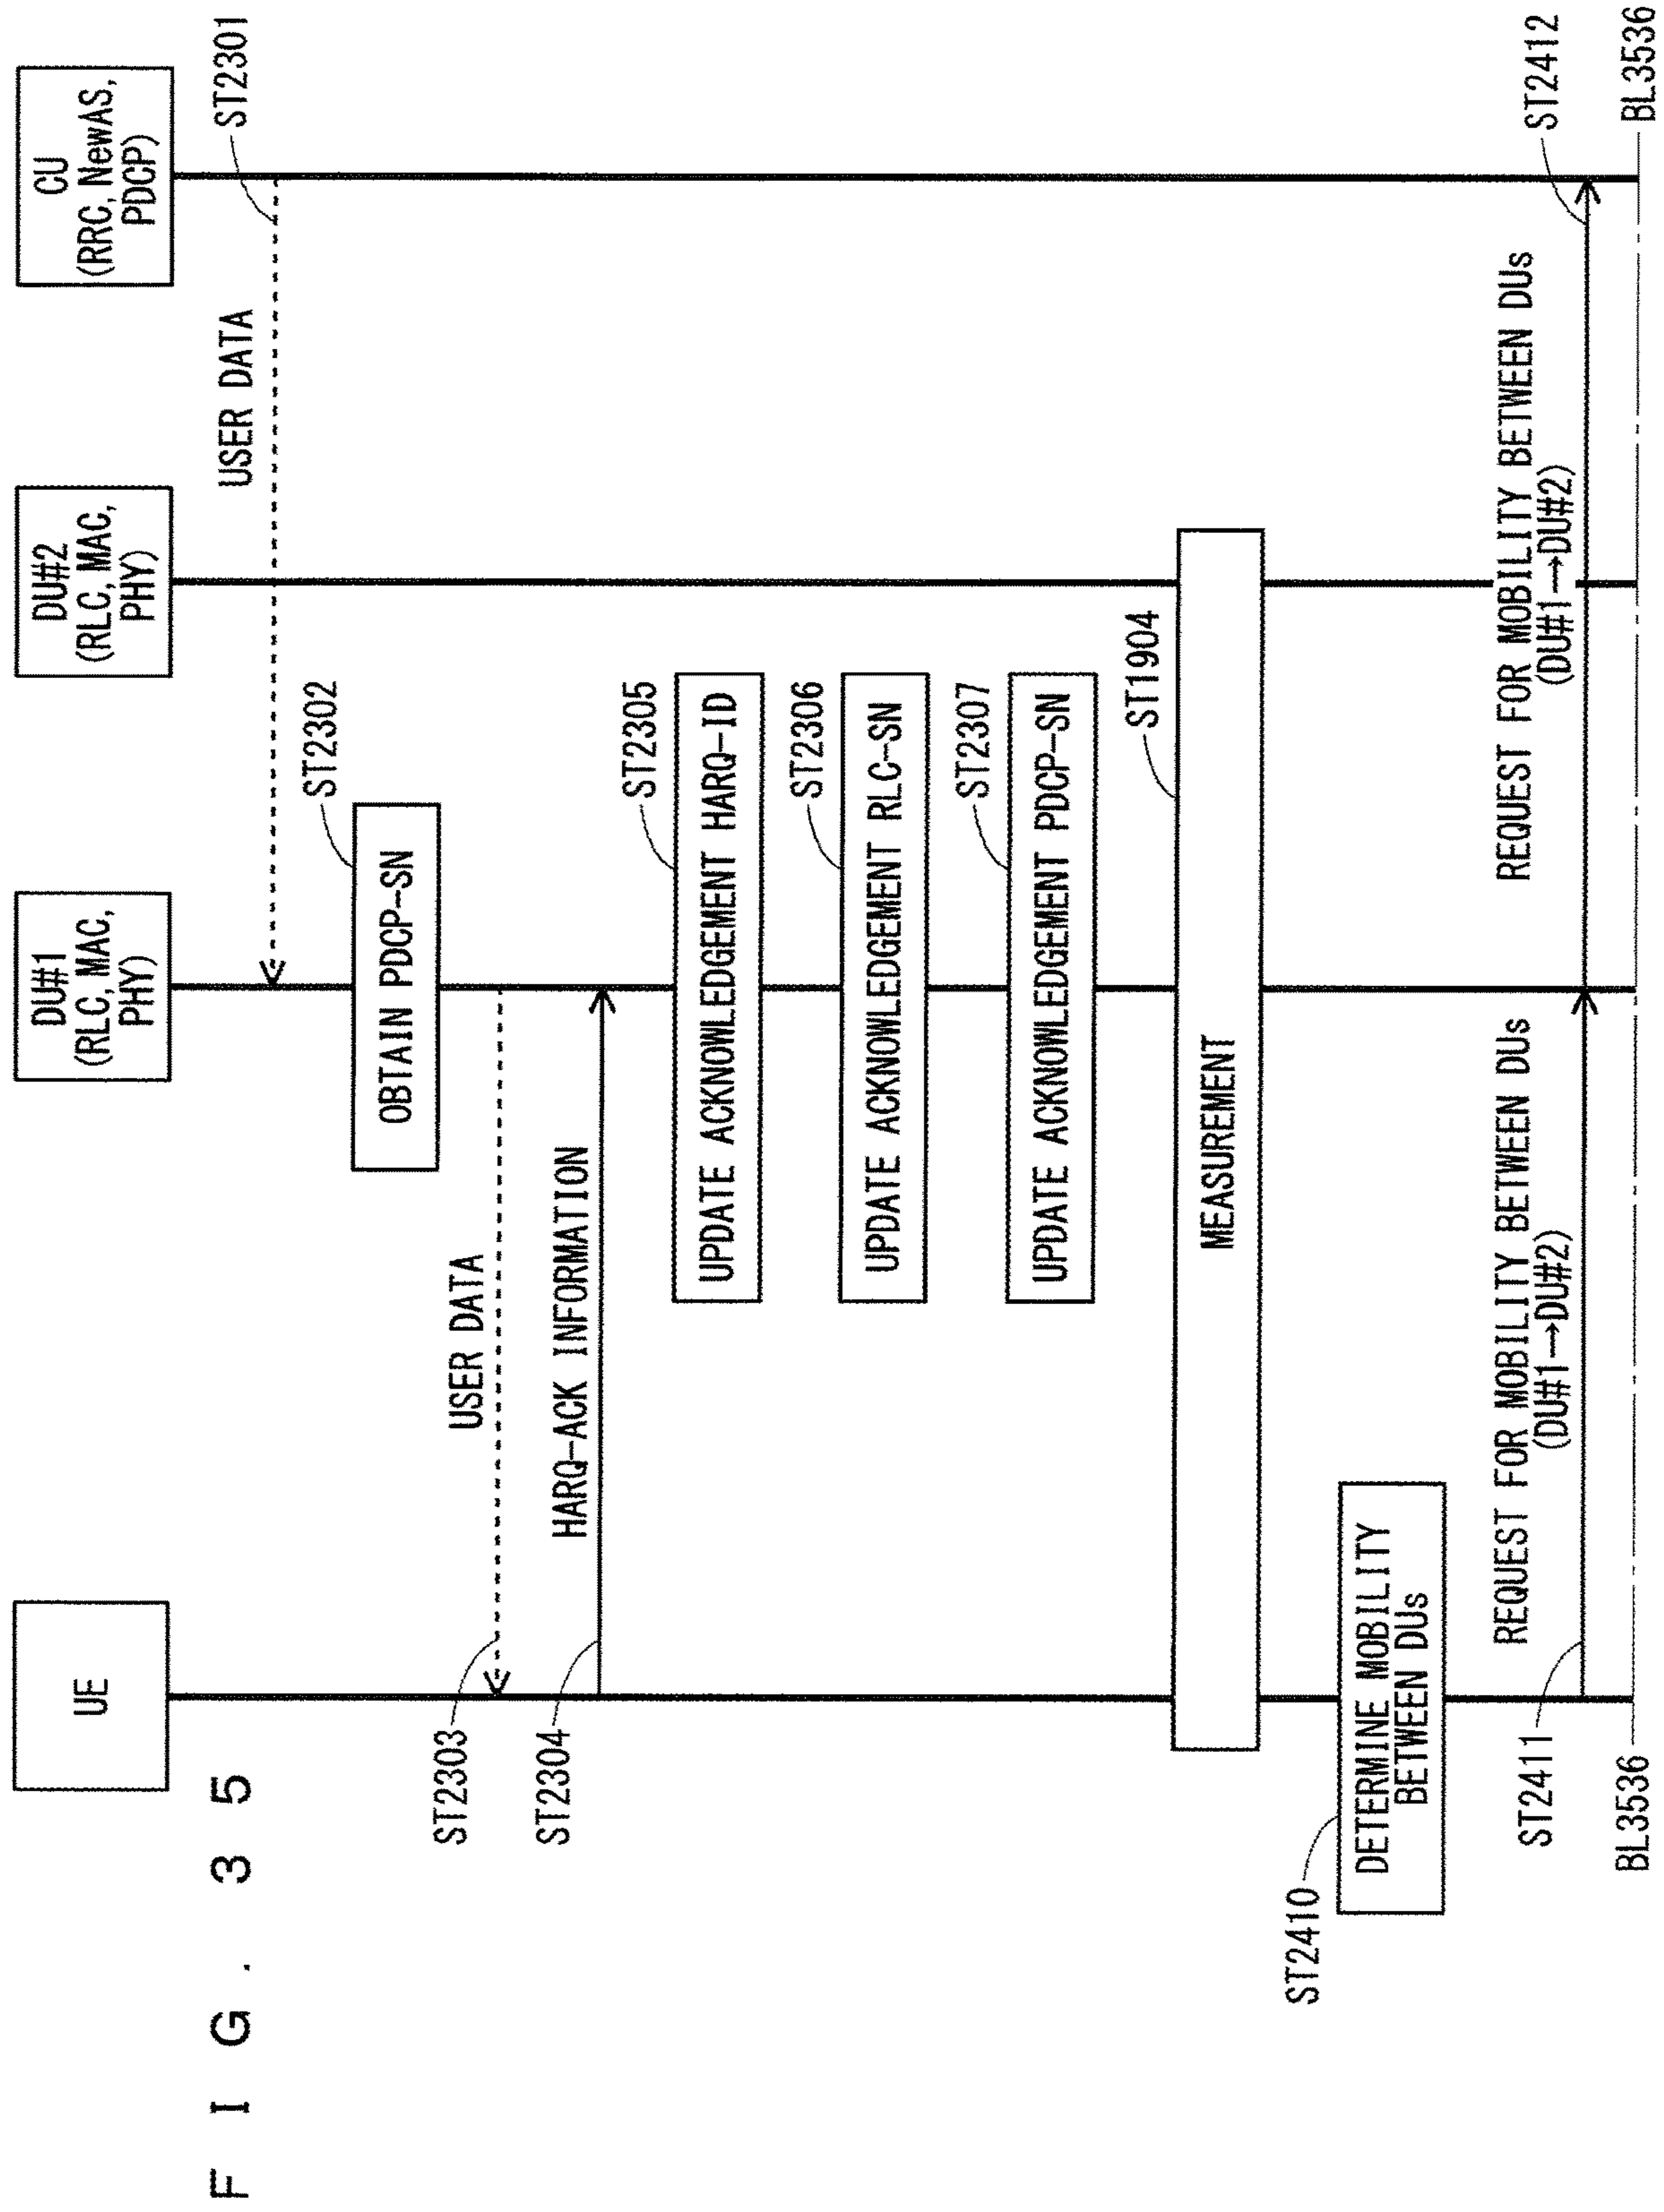 FIG. 35
UE
DU#1
(RLC, MAC,
PHY)
DU#2
(RLC, MAC,
PHY)
CU
(RRC, NewAS,
PDCP)
USER DATA
ST2301
OBTAIN PDCP-SN
ST2302
ST2303
USER DATA
ST2304
HARQ-ACK INFORMATION
UPDATE ACKNOWLEDGEMENT HARQ-ID
ST2305
UPDATE ACKNOWLEDGEMENT RLC-SN
ST2306
UPDATE ACKNOWLEDGEMENT PDCP-SN
ST2307
MEASUREMENT
ST1904
ST2410
DETERMINE MOBILITY
BETWEEN DUs
ST2411
REQUEST FOR MOBILITY BETWEEN DUs
(DU#1→DU#2)
REQUEST FOR MOBILITY BETWEEN DUs
(DU#1→DU#2)
ST2412
BL3536
BL3536